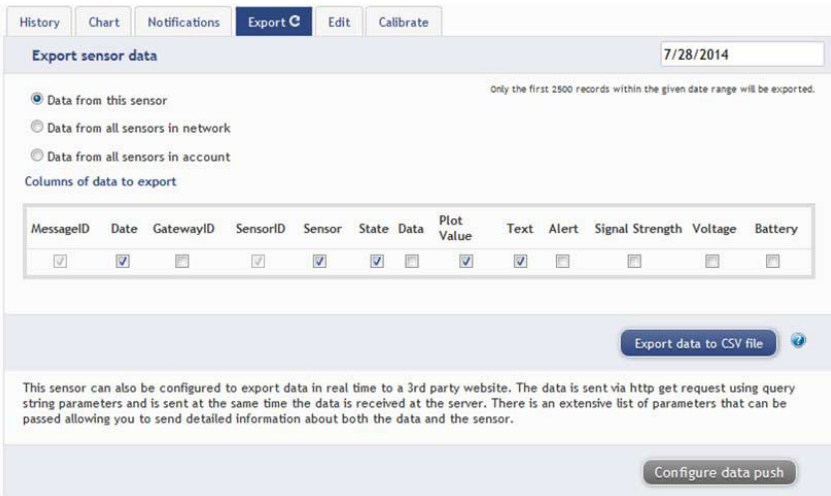 History Chart Notifications Export Edit Calibrate
Export sensor data 7/28/2014
Only the first 2500 records within the given date range will be exported.
Data from this sensor
Data from all sensors in network
Data from all sensors in account
Columns of data to export
MessageID Date GatewayID SensorID Sensor State Data Plot Value Text Alert Signal Strength Voltage Battery
Export data to CSV file ?
This sensor can also be configured to export data in real time to a 3rd party website. The data is sent via http get request using query
string parameters and is sent at the same time the data is received at the server. There is an extensive list of parameters that can be
passed allowing you to send detailed information about both the data and the sensor.
Configure data push